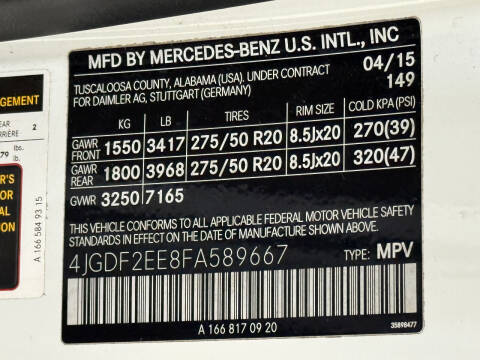 MFD BY MERCEDES-BENZ U.S. INTL., INC
TUSCALOOSA COUNTY, ALABAMA (USA). UNDER CONTRACT 04/15
FOR DAIMLER AG, STUTTGART (GERMANY) 149
KG LB TIRES RIM SIZE COLD KPA (PSI)
GAWR FRONT 1550 3417 275/50 R20 8.5Jx20 270(39)
GAWR REAR 1800 3968 275/50 R20 8.5Jx20 320(47)
GVWR 3250 7165
THIS VEHICLE CONFORMS TO ALL APPLICABLE FEDERAL MOTOR VEHICLE SAFETY
STANDARDS IN EFFECT ON THE DATE OF MANUFACTURE SHOWN ABOVE.
4JGDF2EE8FA589667 TYPE: MPV
A 166 817 09 20
35898477
A 166 584 93 15
2
79 lbs.
lb.